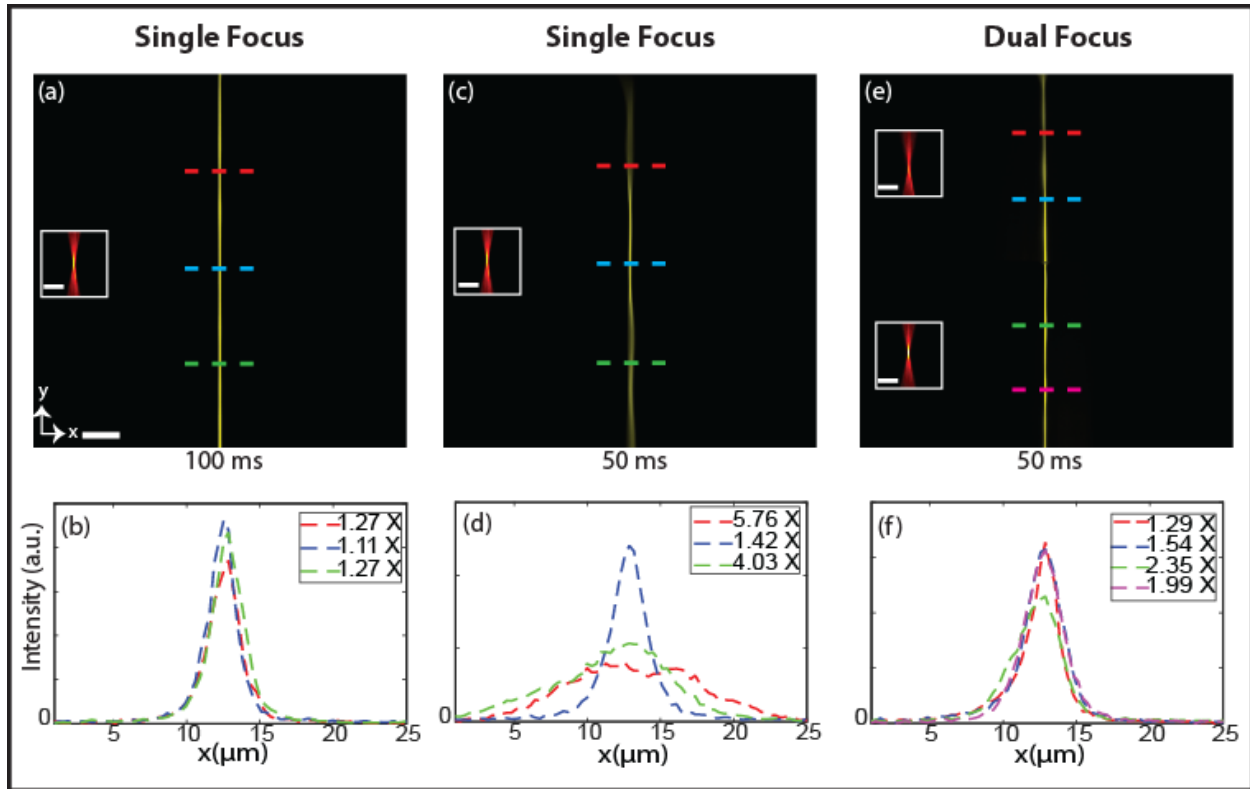 Single Focus
Single Focus
Dual Focus
(a)
(c)
(e)
y
x
100 ms
50 ms
50 ms
(b)
1.27 X
1.11 X
1.27 X
Intensity (a.u.)
0
5
10
15
20
25
x(μm)
(d)
5.76 X
1.42 X
4.03 X
0
5
10
15
20
25
x(μm)
(f)
1.29 X
1.54 X
2.35 X
1.99 X
0
5
10
15
20
25
x(μm)